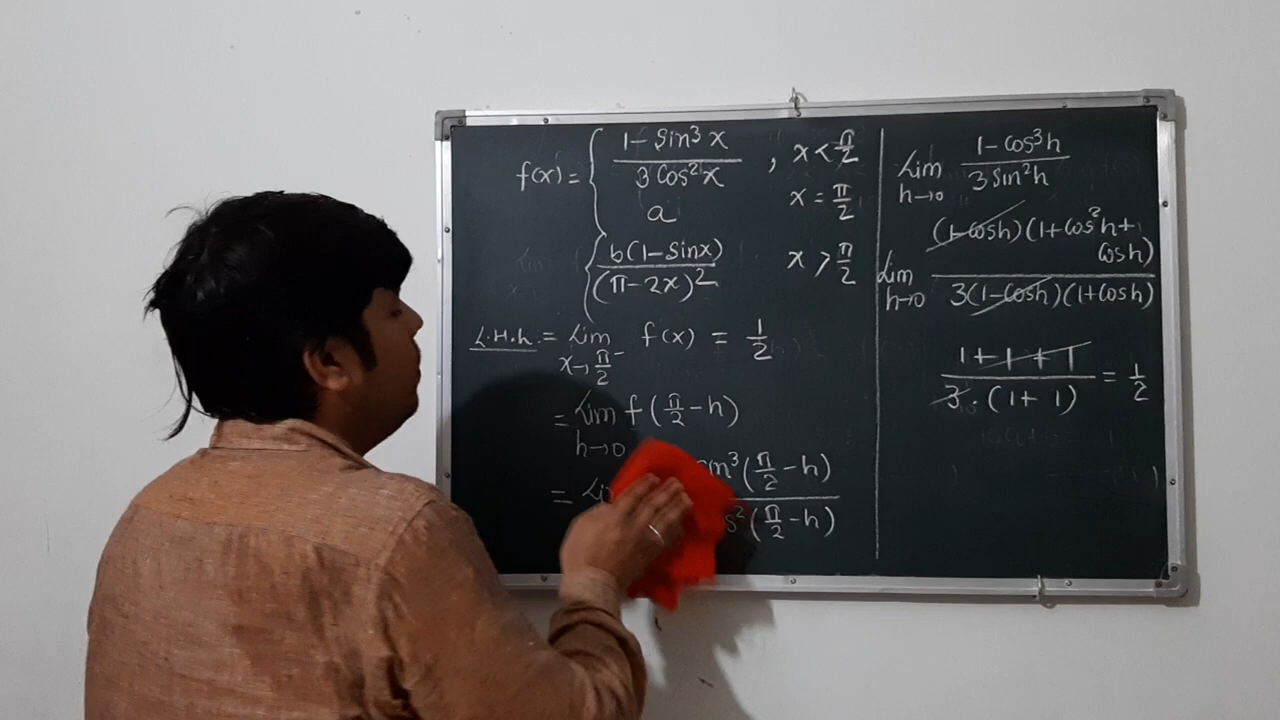 f(x) = { 1 - Sin³x / 3 Cos²x , x < π/2
a x = π/2
b(1 - Sinx) / (π - 2x)² x > π/2
L.H.L. = Lim x→π/2⁻ f(x) = 1/2
= Lim h→0 f(π/2 - h)
= in³(π/2 - h) / s²(π/2 - h)
Lim h→0 1 - Cos³h / 3 Sin²h
Lim h→0 (1 - Cosh)(1 + Cos²h + Cosh) / 3(1 - Cosh)(1 + Cosh)
1 + 1 + 1 / 3 · (1 + 1) = 1/2